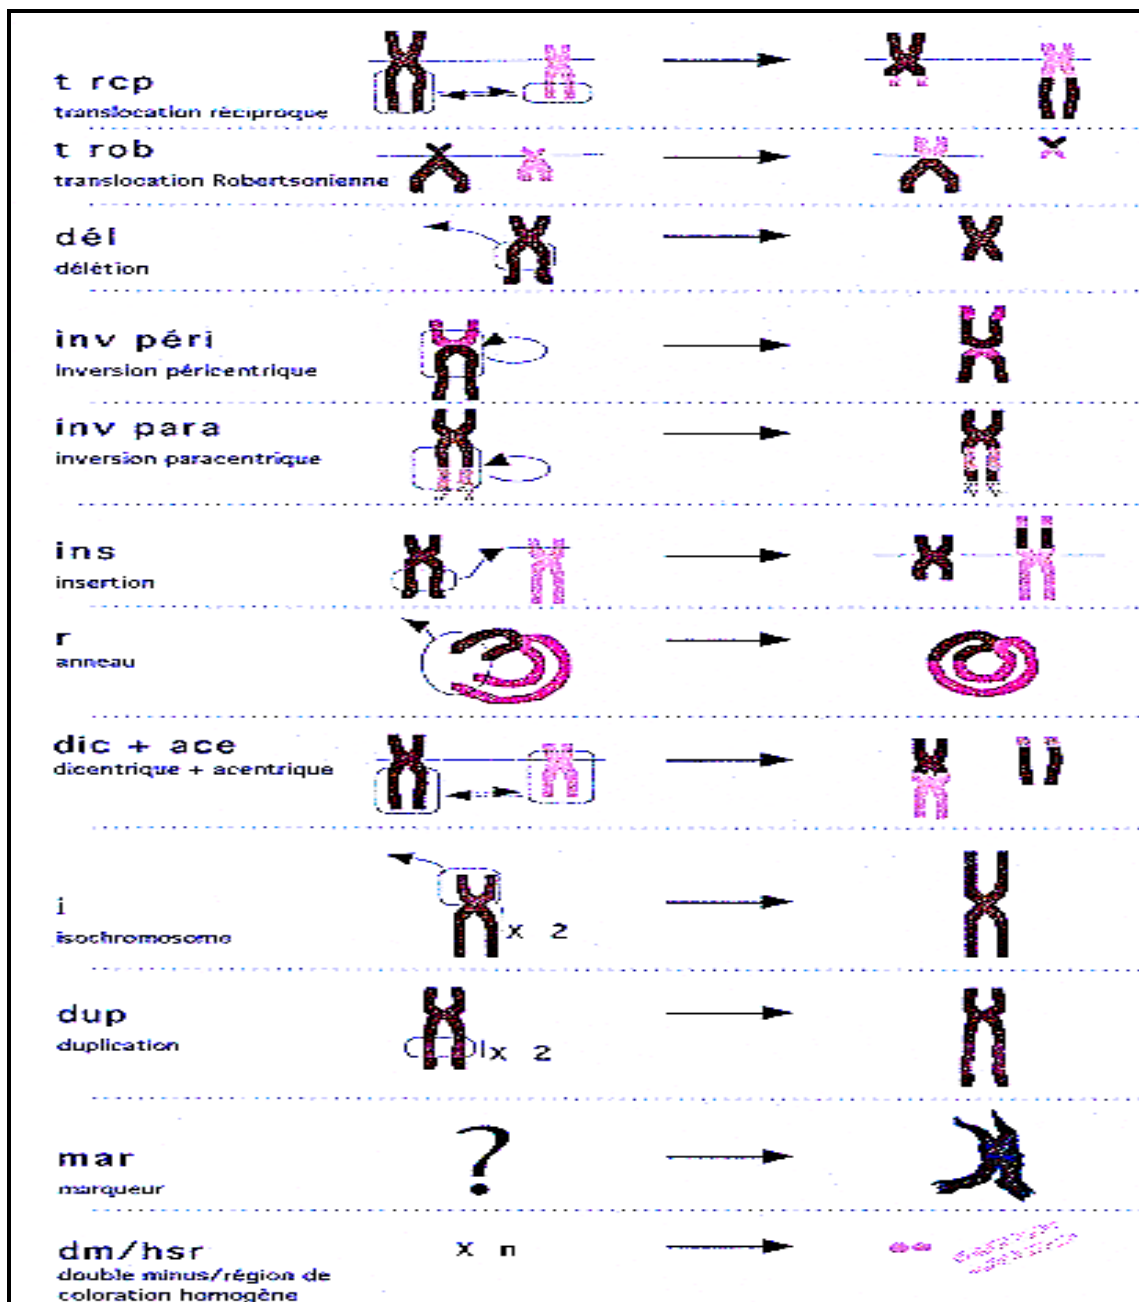 t rcp
translocation réciproque
t rob
translocation Robertsonienne
dél
délétion
inv péri
inversion péricentrique
inv para
inversion paracentrique
ins
insertion
r
anneau
dic + ace
dicentrique + acentrique
i
isochromosome
x 2
dup
duplication
x 2
mar
marqueur
?
dm/hsr
double minus/région de
coloration homogène
x n